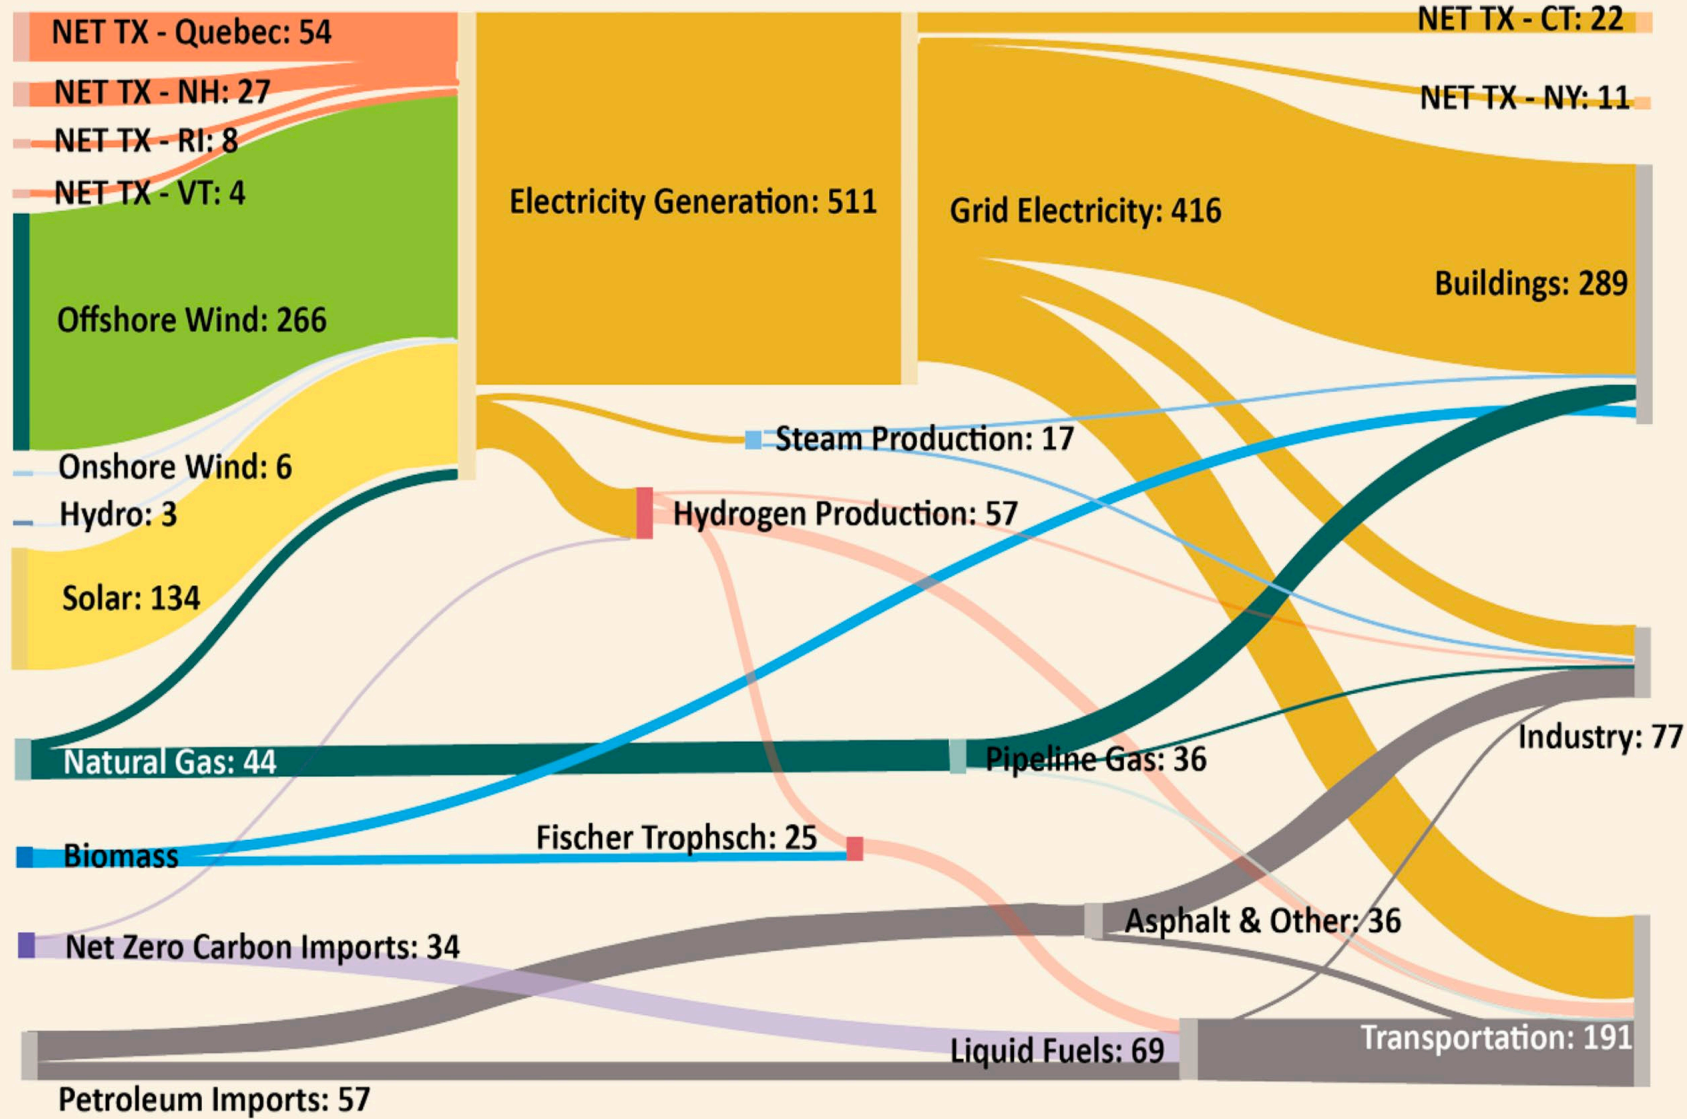 NET TX - Quebec: 54
NET TX - CT: 22
NET TX - NH: 27
NET TX - NY: 11
NET TX - RI: 8
NET TX - VT: 4
Electricity Generation: 511
Grid Electricity: 416
Buildings: 289
Offshore Wind: 266
Steam Production: 17
Onshore Wind: 6
Hydro: 3
Hydrogen Production: 57
Solar: 134
Industry: 77
Natural Gas: 44
Pipeline Gas: 36
Fischer Trophsch: 25
Biomass
Asphalt & Other: 36
Net Zero Carbon Imports: 34
Transportation: 191
Liquid Fuels: 69
Petroleum Imports: 57